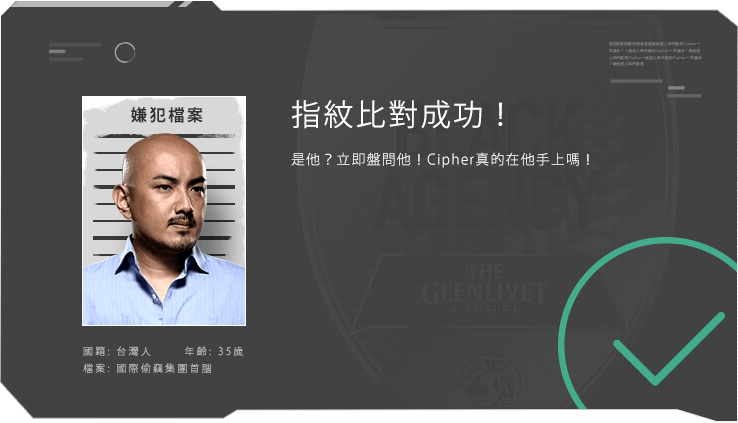 嫌犯檔案
指紋比對成功！
是他？立即盤問他！Cipher真的在他手上嗎！
THE
GLENLIVET
CIPHER
國籍: 台灣人 年齡: 35歲
檔案: 國際偷竊集團首腦